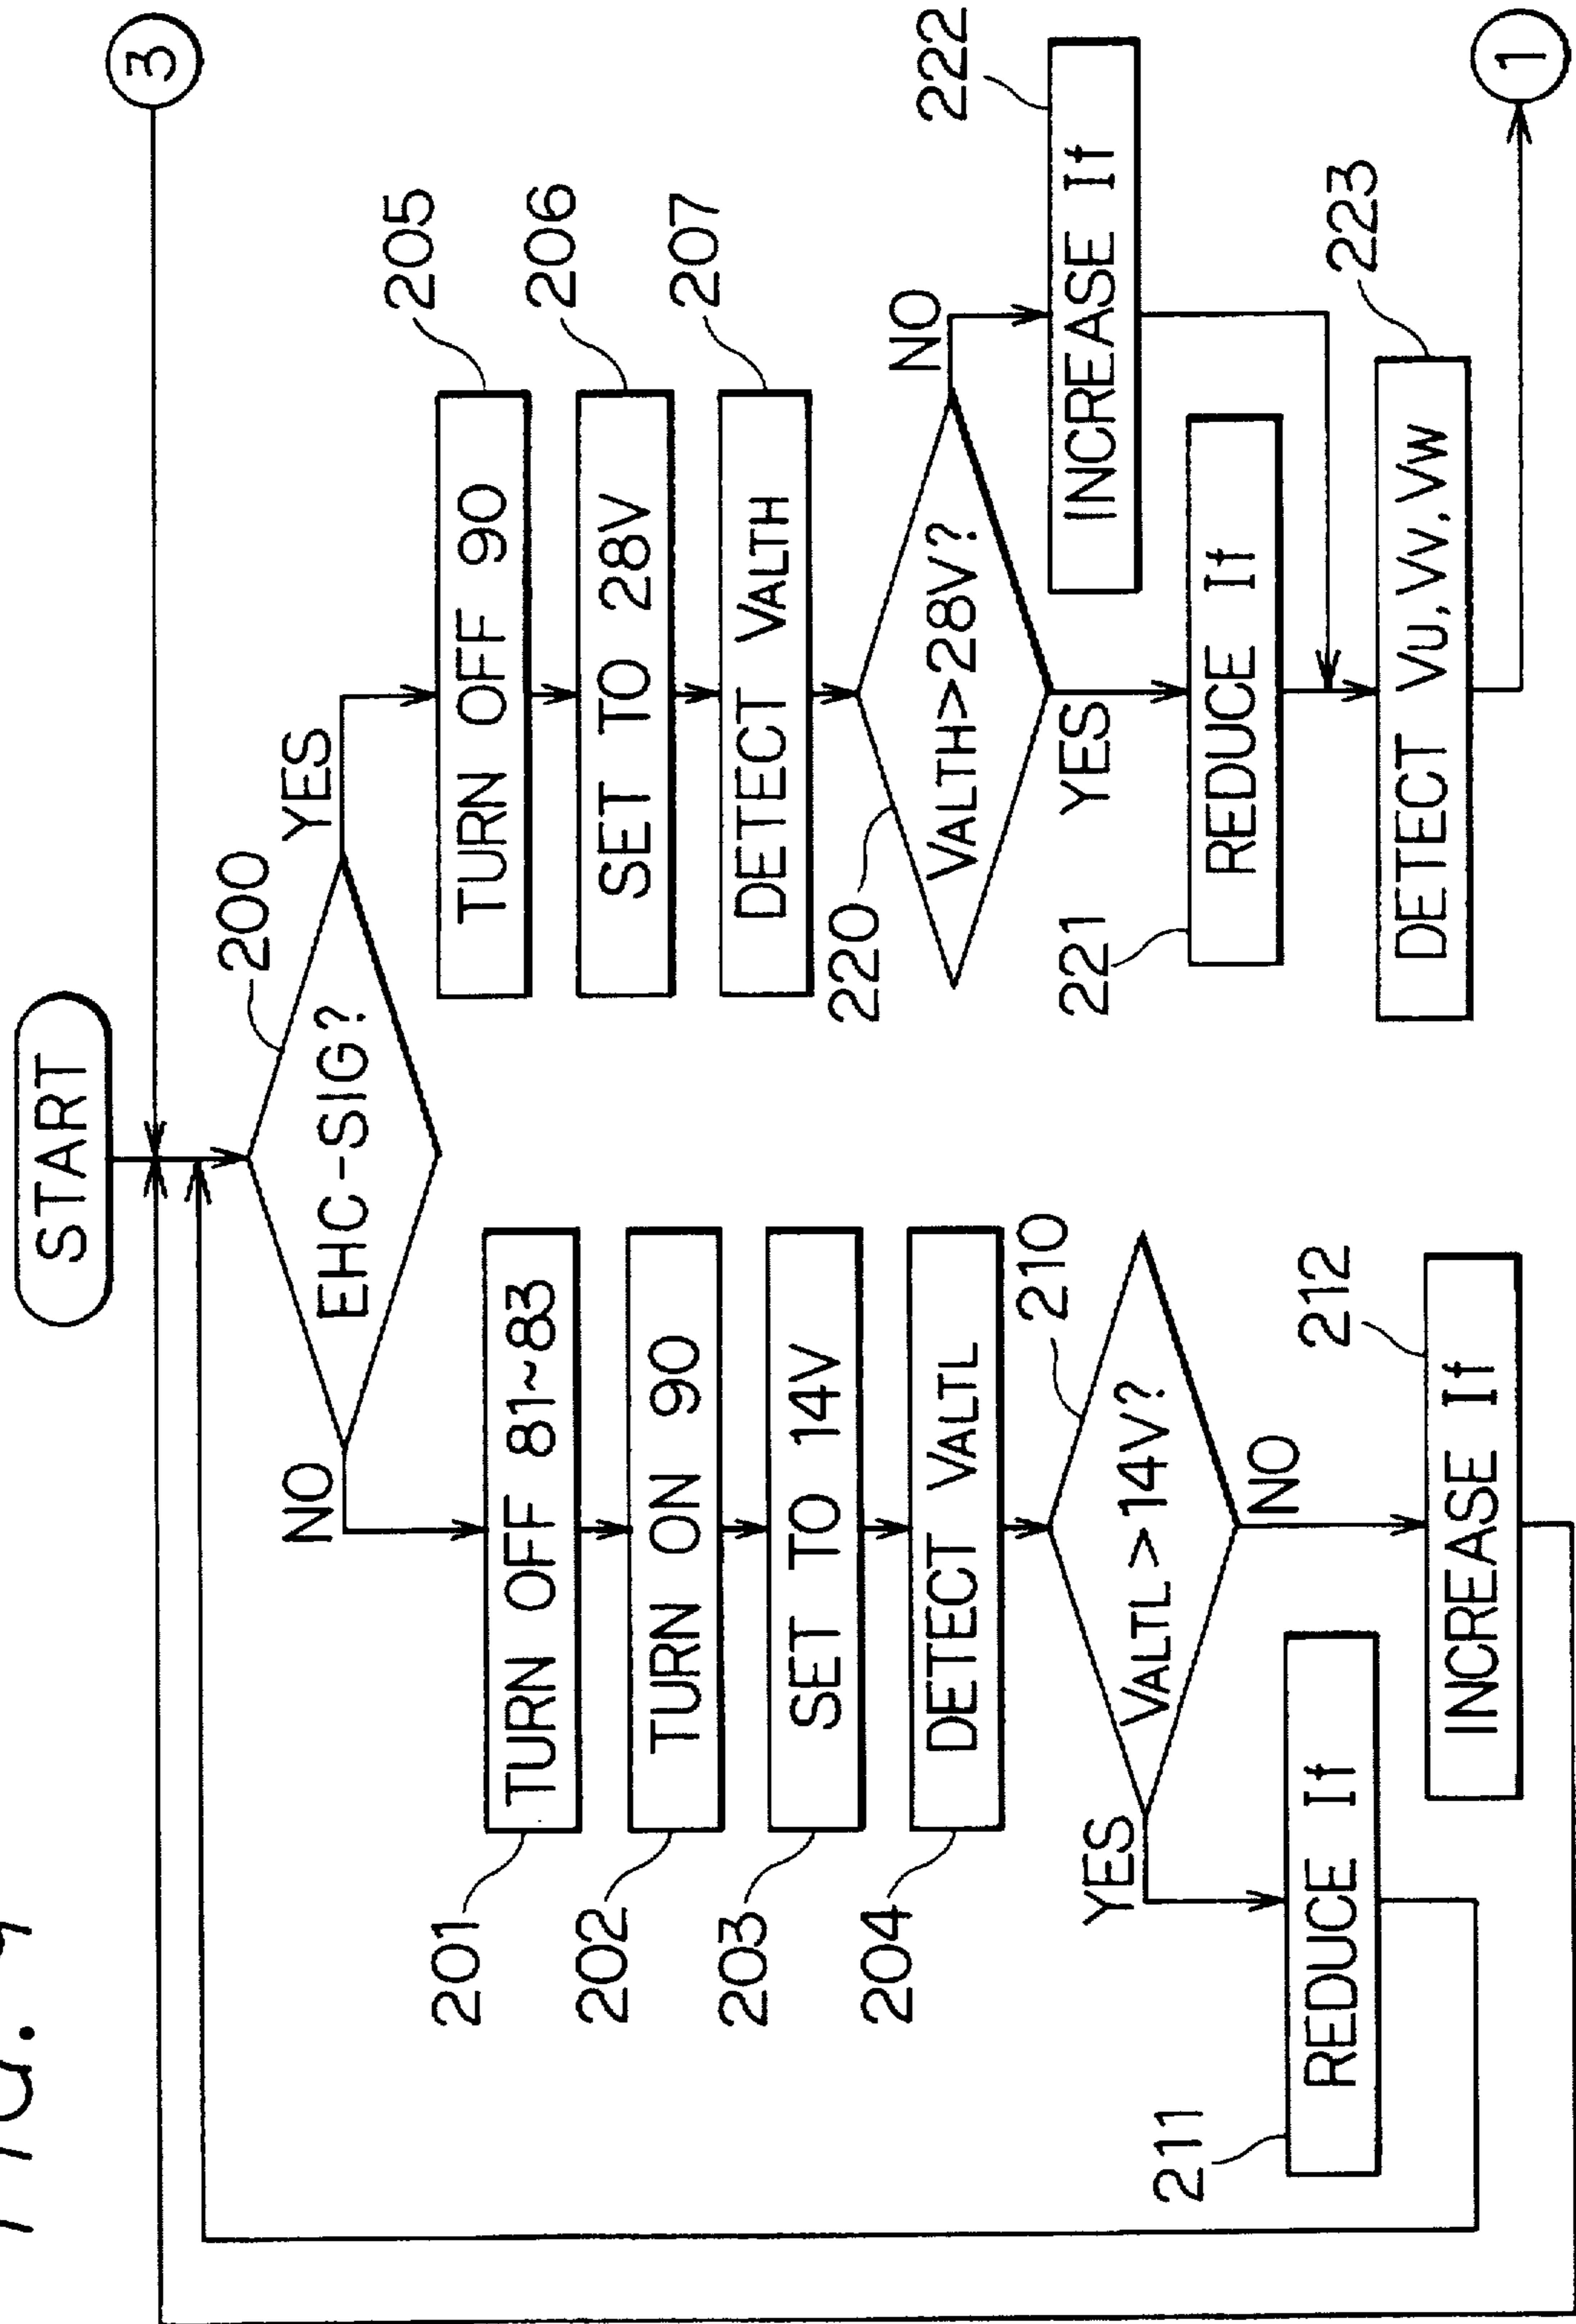 START
3
200
EHC-SIG?
NO
YES
201
TURN OFF 81~83
202
TURN ON 90
203
SET TO 14V
204
DETECT VALTL
210
VALTL>14V?
YES
NO
211
REDUCE If
212
INCREASE If
205
TURN OFF 90
206
SET TO 28V
207
DETECT VALTH
220
VALTH>28V?
NO
YES
222
INCREASE If
221
REDUCE If
223
DETECT Vu,Vv,Vw
1